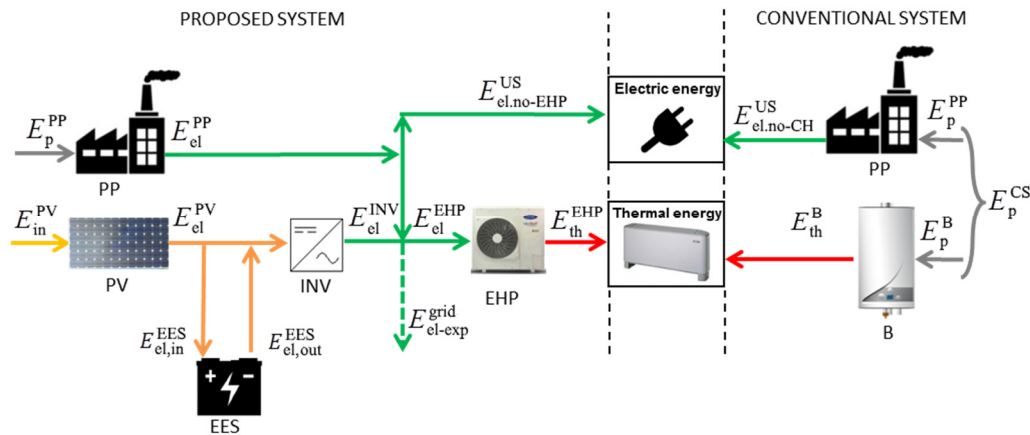 PROPOSED SYSTEM
CONVENTIONAL SYSTEM
E_p^PP
E_el^PP
PP
E_el.no-EHP^US
Electric energy
E_el.no-CH^US
E_p^PP
PP
E_p^CS
E_in^PV
E_el^PV
PV
E_el^INV
INV
E_el^EHP
E_th^EHP
EHP
Thermal energy
E_th^B
E_p^B
B
E_el-exp^grid
E_el,in^EES
E_el,out^EES
+ −
EES